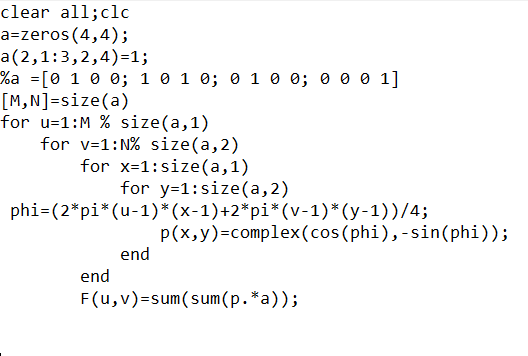 clear all;clc
a=zeros(4,4);
a(2,1:3,2,4)=1;
%a =[0 1 0 0; 1 0 1 0; 0 1 0 0; 0 0 0 1]
[M,N]=size(a)
for u=1:M % size(a,1)
    for v=1:N% size(a,2)
        for x=1:size(a,1)
            for y=1:size(a,2)
 phi=(2*pi*(u-1)*(x-1)+2*pi*(v-1)*(y-1))/4;
                p(x,y)=complex(cos(phi),-sin(phi));
            end
        end
        F(u,v)=sum(sum(p.*a));